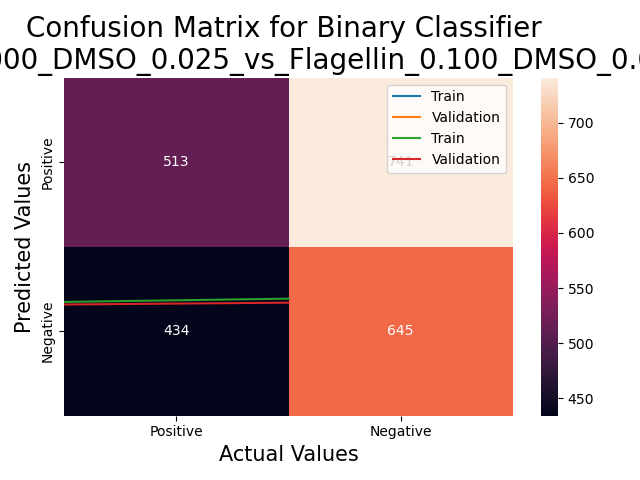 Confusion Matrix for Binary Classifier
000_DMSO_0.025_vs_Flagellin_0.100_DMSO_0.0
Train
Validation
Train
Validation
Predicted Values
Positive
Negative
513
741
434
645
Positive
Negative
Actual Values
700
650
600
550
500
450